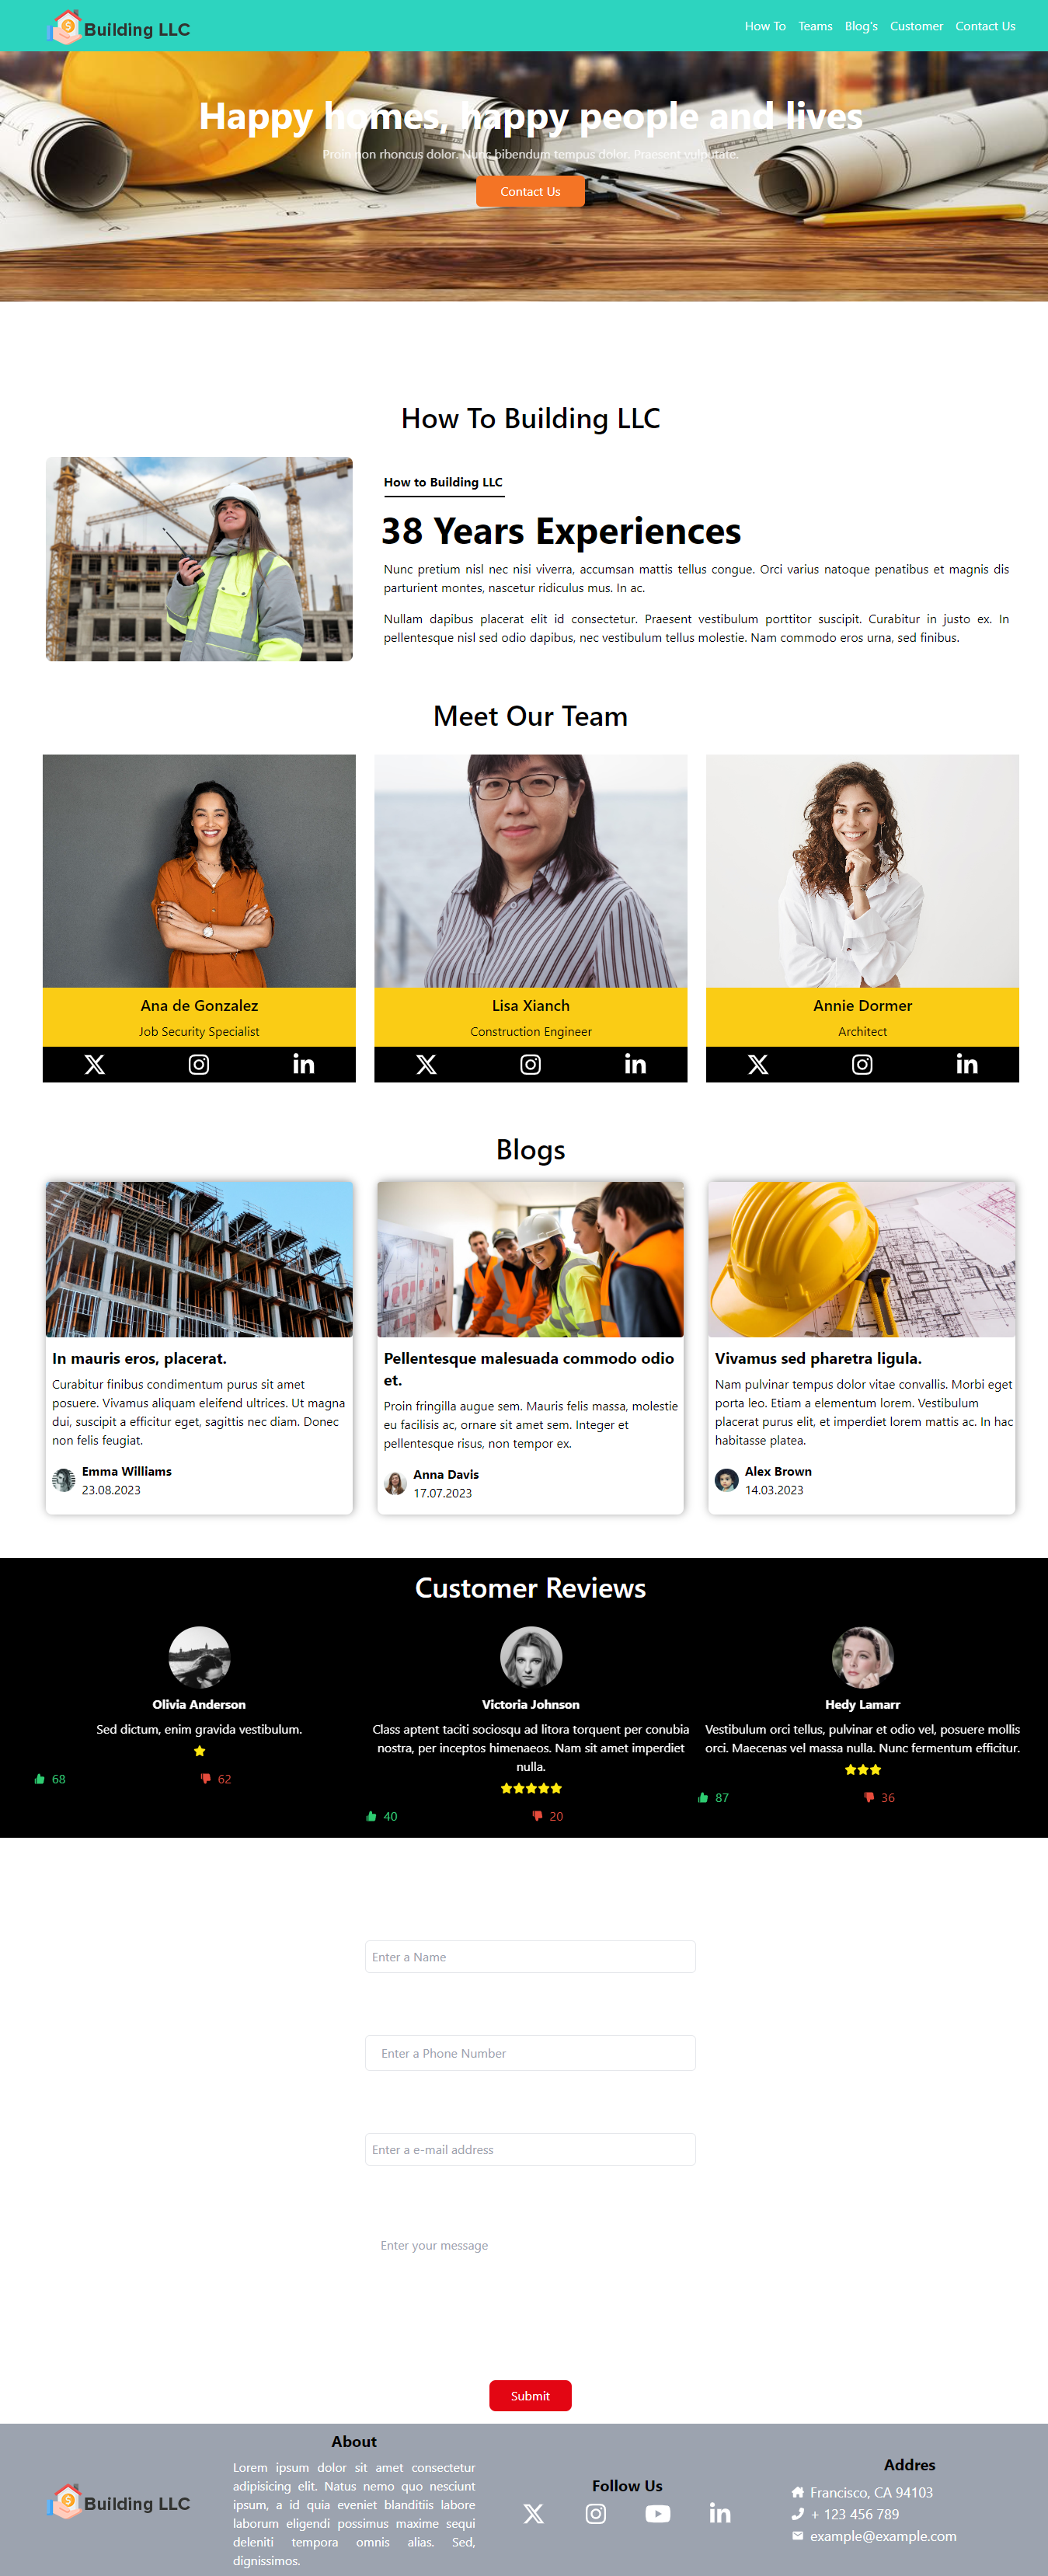 Building LLC
How To Teams Blog's Customer Contact Us
Happy homes, happy people and lives
Proin non rhoncus dolor. Nunc bibendum tempus dolor. Praesent vulputate.
Contact Us
How To Building LLC
How to Building LLC
38 Years Experiences
Nunc pretium nisl nec nisi viverra, accumsan mattis tellus congue. Orci varius natoque penatibus et magnis dis
parturient montes, nascetur ridiculus mus. In ac.
Nullam dapibus placerat elit id consectetur. Praesent vestibulum porttitor suscipit. Curabitur in justo ex. In
pellentesque nisl sed odio dapibus, nec vestibulum tellus molestie. Nam commodo eros urna, sed finibus.
Meet Our Team
Ana de Gonzalez
Job Security Specialist
Lisa Xianch
Construction Engineer
Annie Dormer
Architect
Blogs
In mauris eros, placerat.
Curabitur finibus condimentum purus sit amet
posuere. Vivamus aliquam eleifend ultrices. Ut magna
dui, suscipit a efficitur eget, sagittis nec diam. Donec
non felis feugiat.
Emma Williams
23.08.2023
Pellentesque malesuada commodo odio
et.
Proin fringilla augue sem. Mauris felis massa, molestie
eu facilisis ac, ornare sit amet sem. Integer et
pellentesque risus, non tempor ex.
Anna Davis
17.07.2023
Vivamus sed pharetra ligula.
Nam pulvinar tempus dolor vitae convallis. Morbi eget
porta leo. Etiam a elementum lorem. Vestibulum
placerat purus elit, et imperdiet lorem mattis ac. In hac
habitasse platea.
Alex Brown
14.03.2023
Customer Reviews
Olivia Anderson
Sed dictum, enim gravida vestibulum.
68 62
Victoria Johnson
Class aptent taciti sociosqu ad litora torquent per conubia
nostra, per inceptos himenaeos. Nam sit amet imperdiet
nulla.
40 20
Hedy Lamarr
Vestibulum orci tellus, pulvinar et odio vel, posuere mollis
orci. Maecenas vel massa nulla. Nunc fermentum efficitur.
87 36
Enter a Name
Enter a Phone Number
Enter a e-mail address
Enter your message
Submit
Building LLC
About
Lorem ipsum dolor sit amet consectetur
adipisicing elit. Natus nemo quo nesciunt
ipsum, a id quia eveniet blanditiis labore
laborum eligendi possimus maxime sequi
deleniti tempora omnis alias. Sed,
dignissimos.
Follow Us
Addres
Francisco, CA 94103
+ 123 456 789
example@example.com